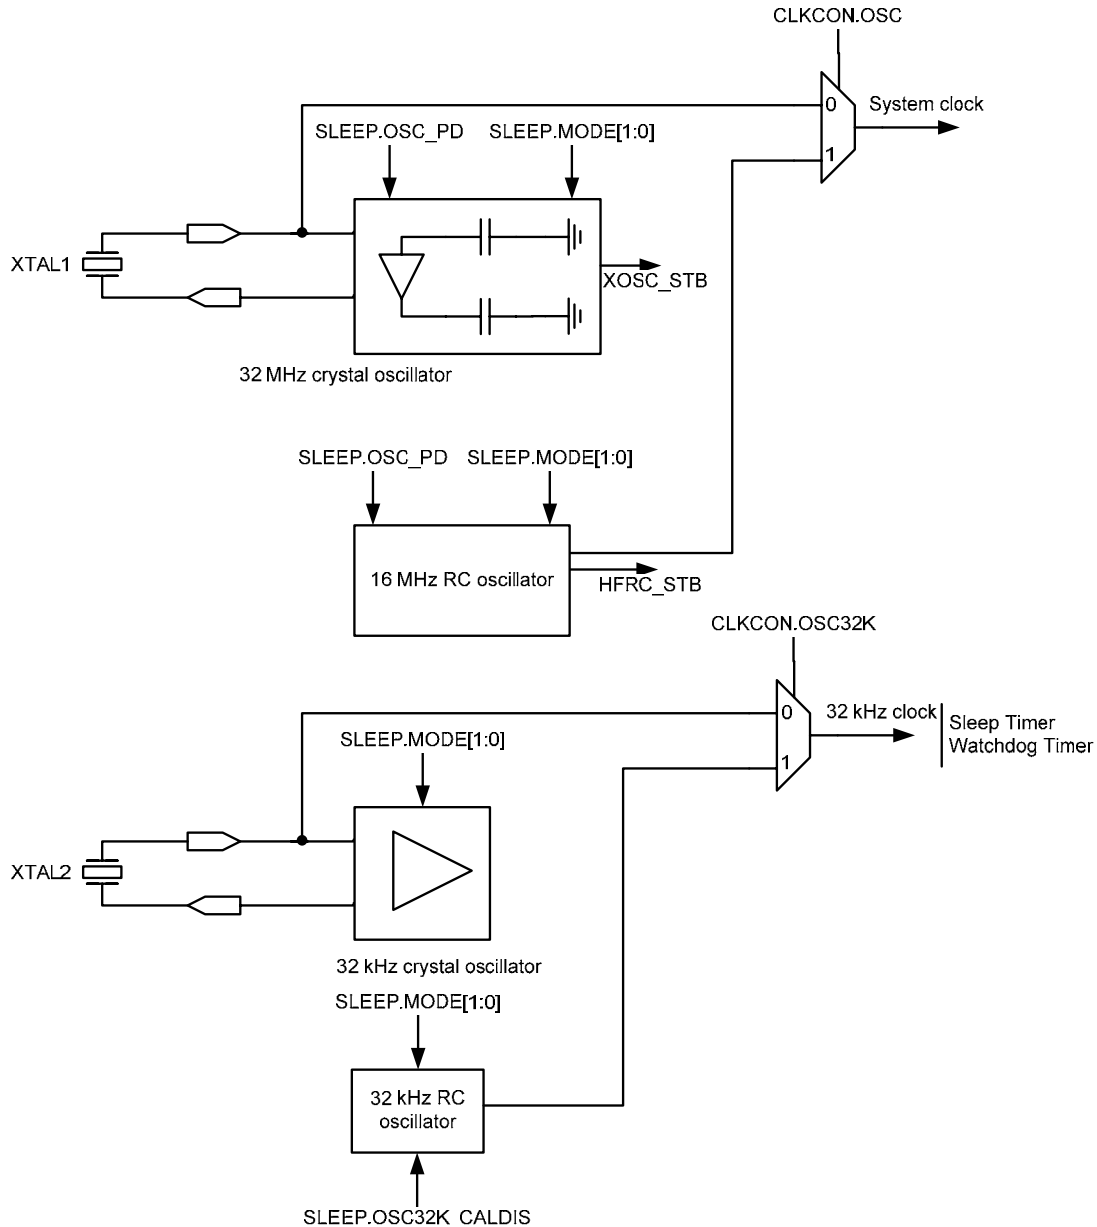 CLKCON.OSC
0
System clock
SLEEP.OSC_PD
SLEEP.MODE[1:0]
1
XTAL1
XOSC_STB
32 MHz crystal oscillator
SLEEP.OSC_PD
SLEEP.MODE[1:0]
16 MHz RC oscillator
HFRC_STB
CLKCON.OSC32K
0
32 kHz clock
Sleep Timer
Watchdog Timer
SLEEP.MODE[1:0]
1
XTAL2
32 kHz crystal oscillator
SLEEP.MODE[1:0]
32 kHz RC
oscillator
SLEEP.OSC32K_CALDIS